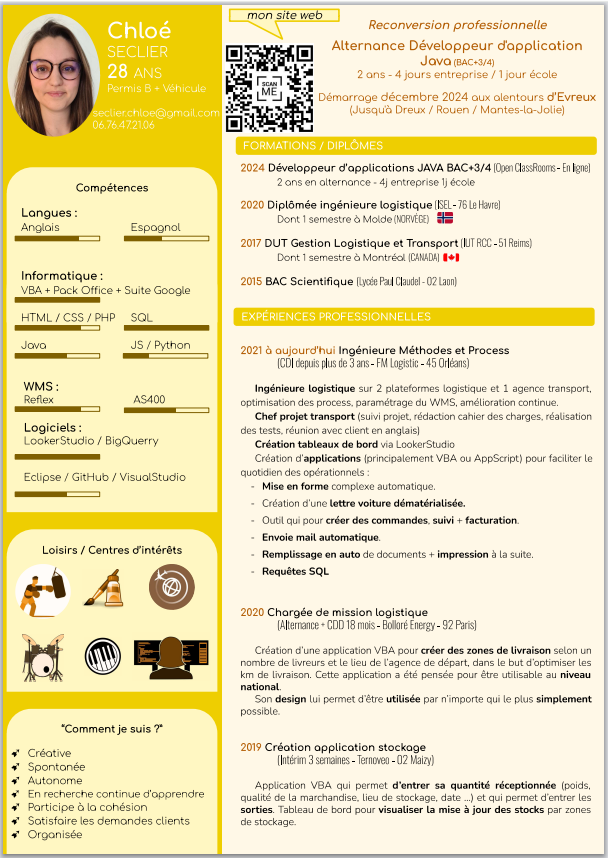 Chloé
SECLIER
28 ANS
Permis B + Véhicule
seclier.chloe@gmail.com
06.76.47.21.06
Compétences
Langues :
Anglais Espagnol
Informatique :
VBA + Pack Office + Suite Google
HTML / CSS / PHP SQL
Java JS / Python
WMS :
Reflex AS400
Logiciels :
LookerStudio / BigQuerry
Eclipse / GitHub / VisualStudio
Loisirs / Centres d'intérêts
"Comment je suis ?"
Créative
Spontanée
Autonome
En recherche continue d'apprendre
Participe à la cohésion
Satisfaire les demandes clients
Organisée
mon site web
SCAN
ME
Reconversion professionelle
Alternance Développeur d'application
Java (BAC+3/4)
2 ans - 4 jours entreprise / 1 jour école
Démarrage décembre 2024 aux alentours d'Evreux
(Jusqu'à Dreux / Rouen / Mantes-la-Jolie)
FORMATIONS / DIPLÔMES
2024 Développeur d'applications JAVA BAC+3/4 (Open ClassRooms - En ligne)
2 ans en alternance - 4j entreprise 1j école
2020 Diplômée ingénieure logistique (ISEL - 76 Le Havre)
Dont 1 semestre à Molde (NORVÈGE)
2017 DUT Gestion Logistique et Transport (IUT RCC - 51 Reims)
Dont 1 semestre à Montréal (CANADA)
2015 BAC Scientifique (Lycée Paul Claudel - 02 Laon)
EXPÉRIENCES PROFESSIONNELLES
2021 à aujourd'hui Ingénieure Méthodes et Process
(CDI depuis plus de 3 ans - FM Logistic - 45 Orléans)
Ingénieure logistique sur 2 plateformes logistique et 1 agence transport,
optimisation des process, paramétrage du WMS, amélioration continue.
Chef projet transport (suivi projet, rédaction cahier des charges, réalisation
des tests, réunion avec client en anglais)
Création tableaux de bord via LookerStudio
Création d'applications (principalement VBA ou AppScript) pour faciliter le
quotidien des opérationnels :
- Mise en forme complexe automatique.
- Création d'une lettre voiture dématérialisée.
- Outil qui pour créer des commandes, suivi + facturation.
- Envoie mail automatique.
- Remplissage en auto de documents + impression à la suite.
- Requêtes SQL
2020 Chargée de mission logistique
(Alternance + CDD 18 mois - Bolloré Energy - 92 Paris)
Création d'une application VBA pour créer des zones de livraison selon un
nombre de livreurs et le lieu de l'agence de départ, dans le but d'optimiser les
km de livraison. Cette application a été pensée pour être utilisable au niveau
national.
Son design lui permet d'être utilisée par n'importe qui le plus simplement
possible.
2019 Création application stockage
(Intérim 3 semaines - Ternoveo - 02 Maizy)
Application VBA qui permet d'entrer sa quantité réceptionnée (poids,
qualité de la marchandise, lieu de stockage, date ...) et qui permet d'entrer les
sorties. Tableau de bord pour visualiser la mise à jour des stocks par zones
de stockage.